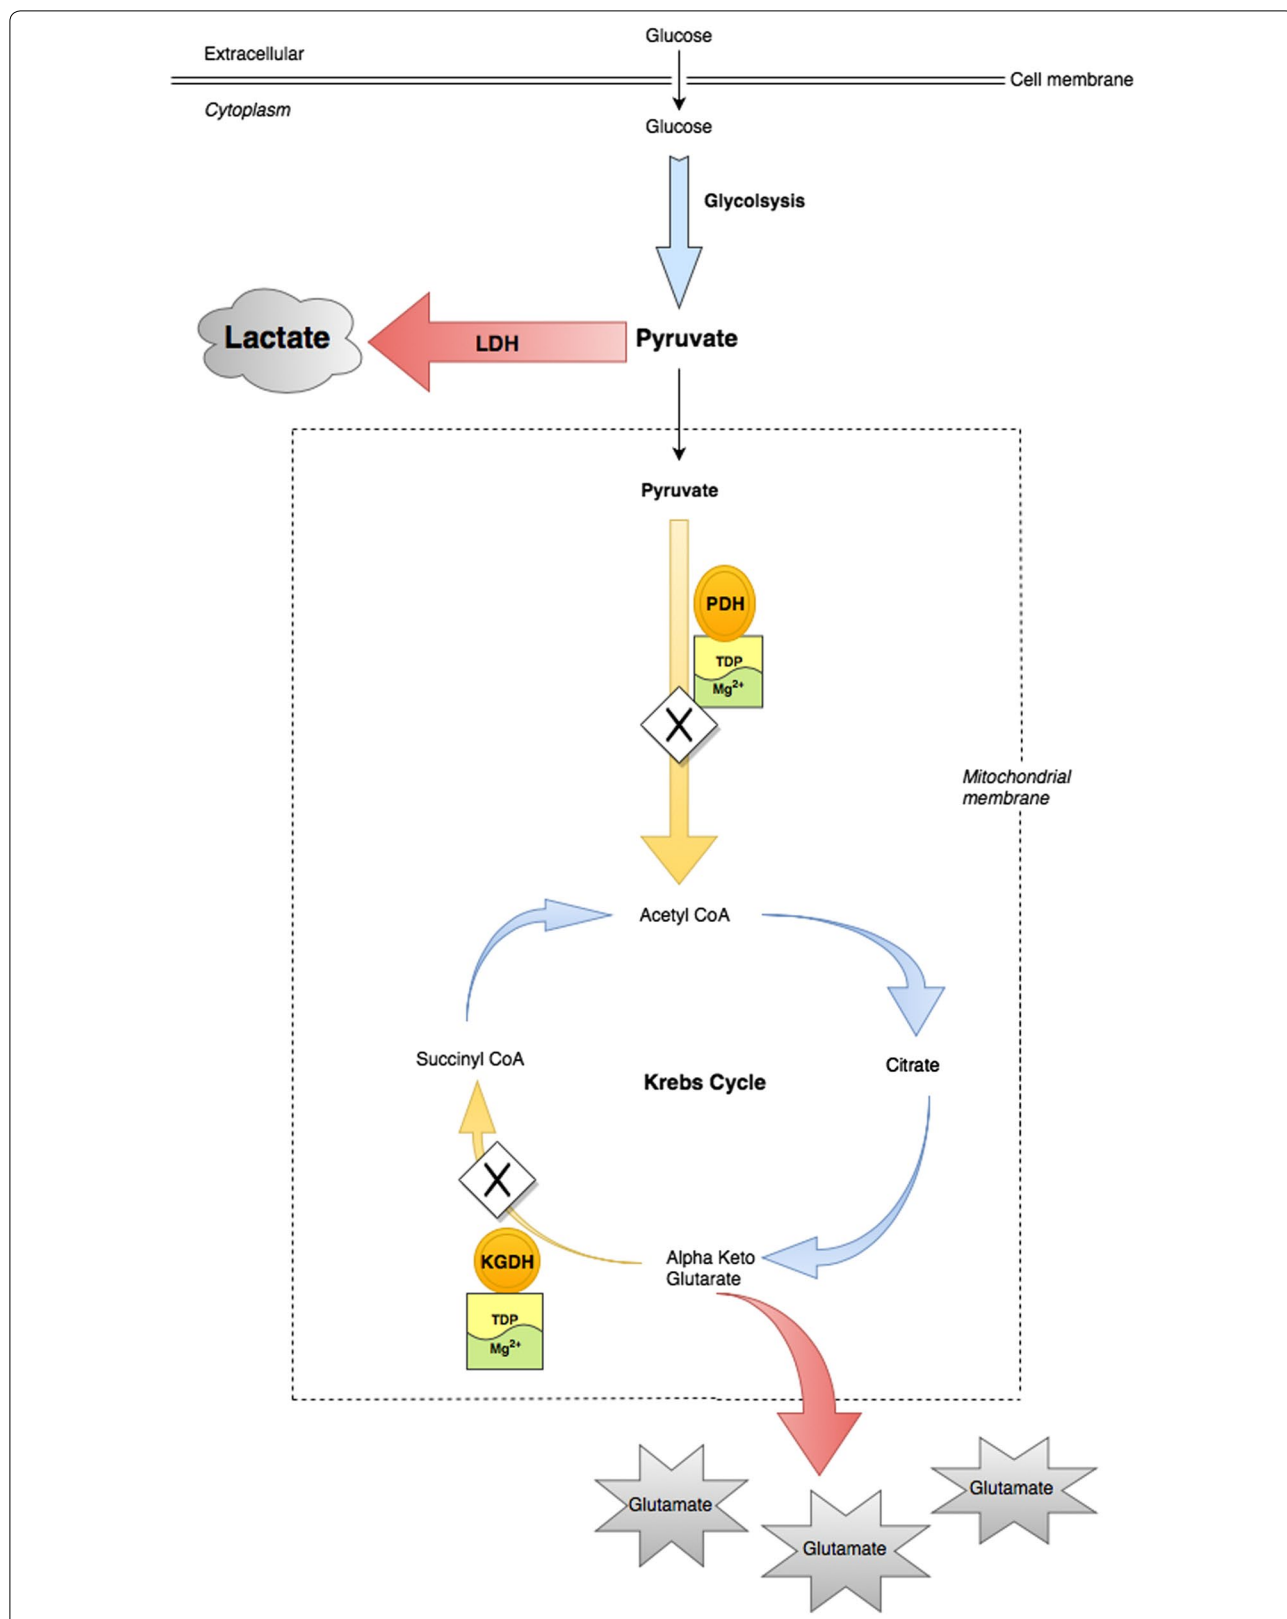 Glucose
Extracellular
Cell membrane
Cytoplasm
Glucose
Glycolsysis
Lactate
LDH
Pyruvate
Pyruvate
PDH
TDP
Mg²⁺
X
Mitochondrial
membrane
Acetyl CoA
Succinyl CoA
Citrate
Krebs Cycle
X
Alpha Keto
Glutarate
KGDH
TDP
Mg²⁺
Glutamate
Glutamate
Glutamate